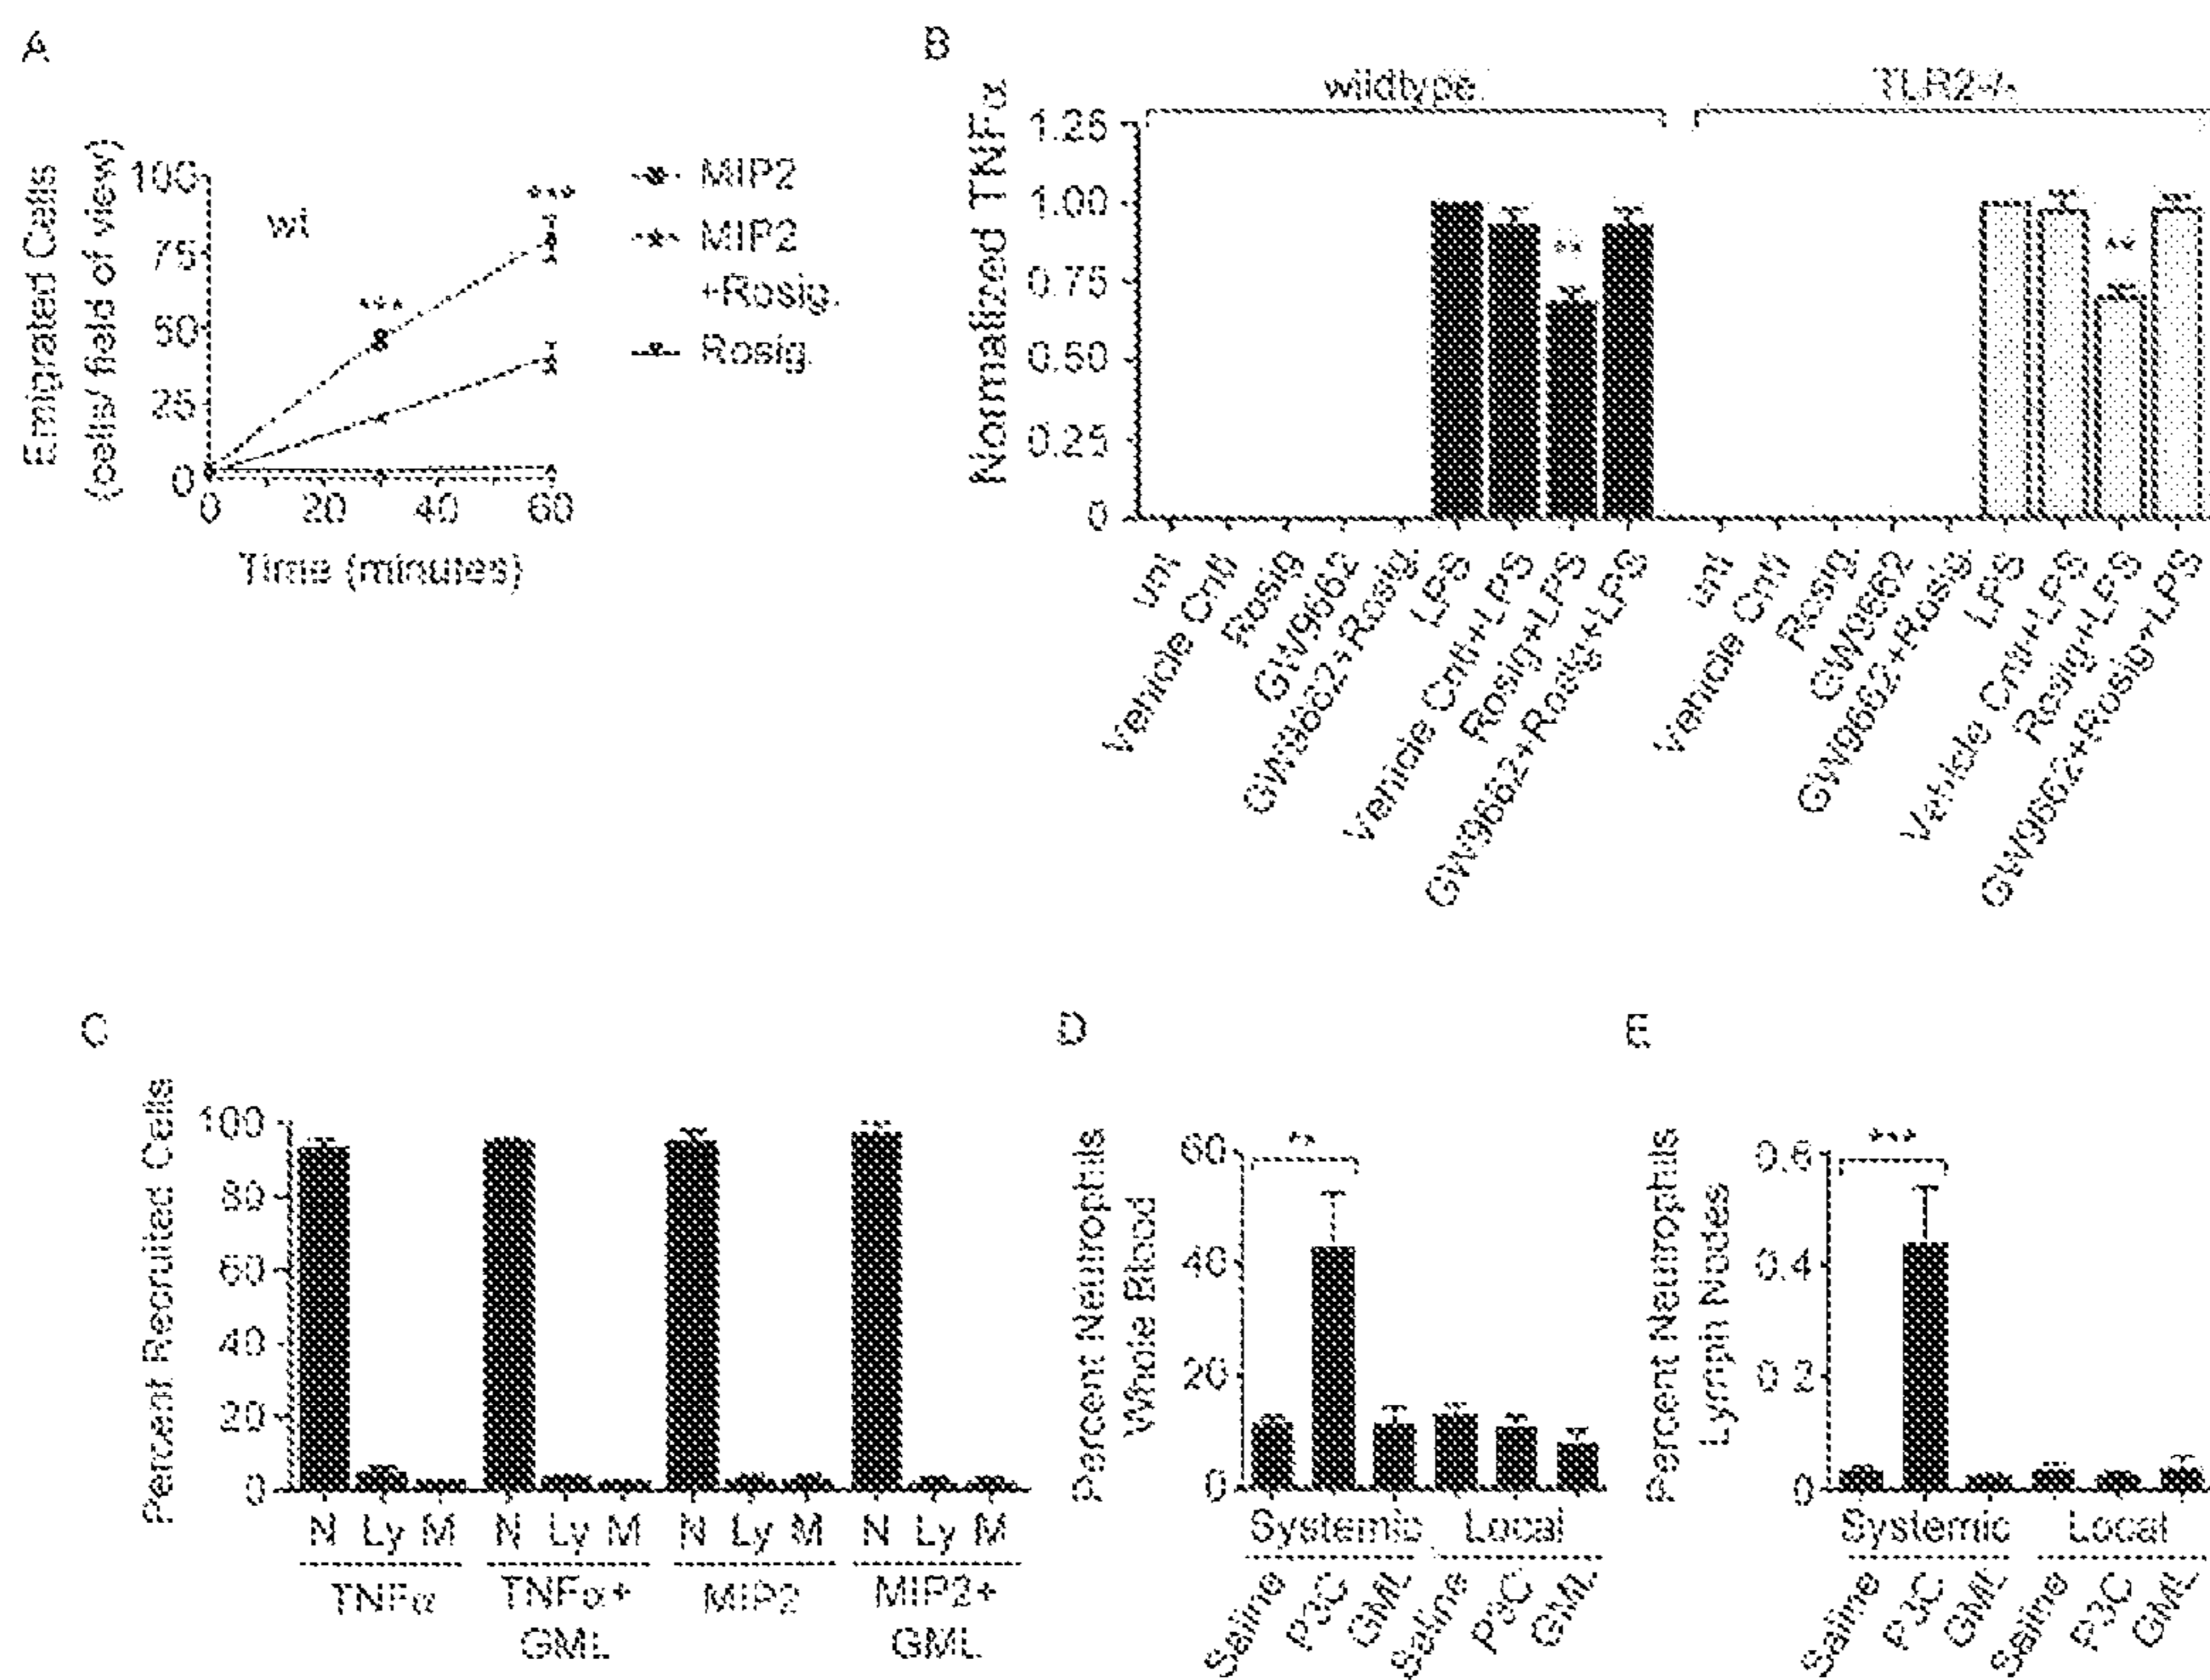 A
Emigrated Cells
(cells/ field of view)
100
75
50
25
0
wt
***
***
0 20 40 60
Time (minutes)
MIP2
MIP2
+Rosig.
Rosig.
B
Normalized TNFα
1.25
1.00
0.75
0.50
0.25
0
wildtype
TLR2-/-
**
**
unt
Vehicle Cntl
Rosig
GW9662
GW9662+Rosig.
LPS
Vehicle Cntl+LPS
Rosig+LPS
GW9662+Rosig+LPS
unt
Vehicle Cntl
Rosig.
GW9662
GW9662+Rosig.
LPS
Vehicle Cntl+LPS
Rosig+LPS
GW9662+Rosig+LPS
C
Percent Recruited Cells
100
80
60
40
20
0
N Ly M N Ly M N Ly M N Ly M
TNFα
TNFα+
GML
MIP2
MIP2+
GML
D
Percent Neutrophils
Whole Blood
60
40
20
0
Systemic Local
Saline
P3C
GML
Saline
P3C
GML
E
Percent Neutrophils
Lymph Nodes
0.6
0.4
0.2
0
***
Systemic Local
Saline
P3C
GML
Saline
P3C
GML